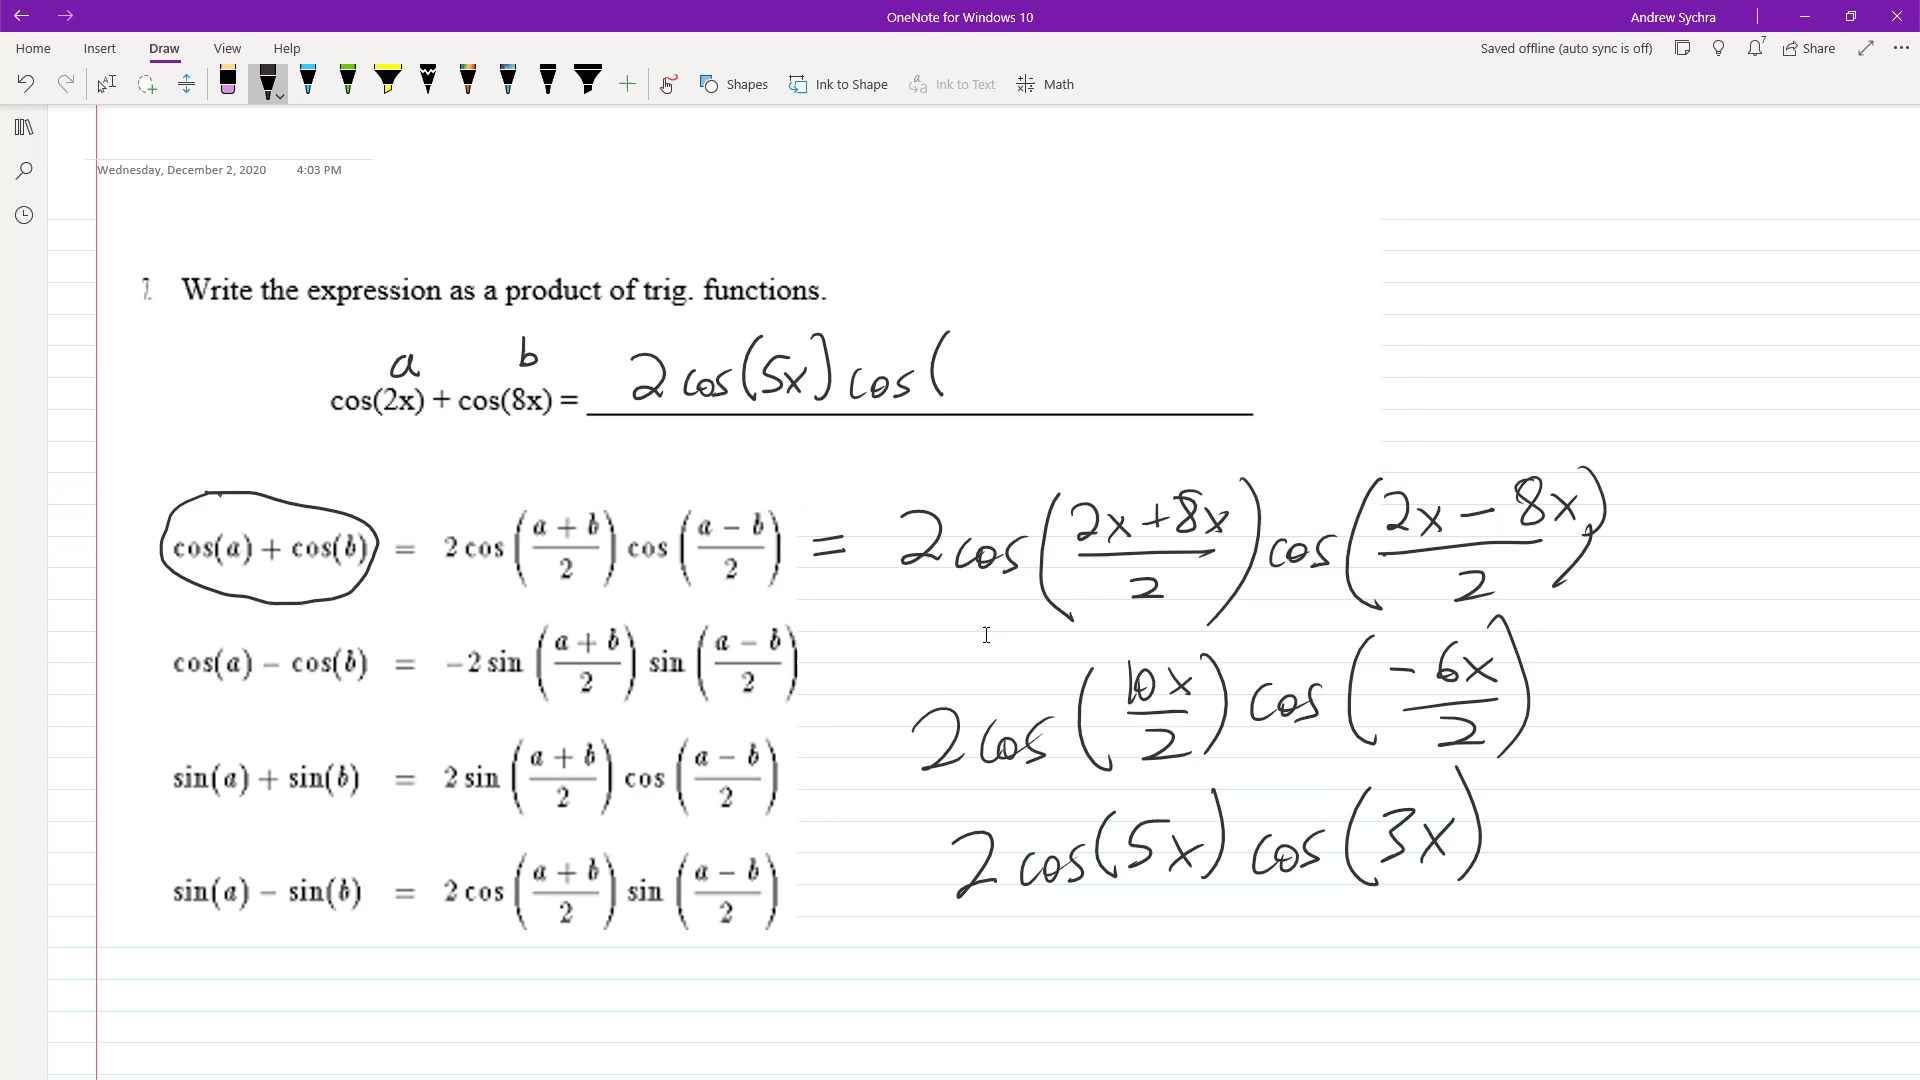 OneNote for Windows 10
Andrew Sychra
Home Insert Draw View Help
Saved offline (auto sync is off) 7 Share
Shapes Ink to Shape Ink to Text Math
Wednesday, December 2, 2020 4:03 PM
7. Write the expression as a product of trig. functions.
a b
cos(2x) + cos(8x) = 2 cos(5x) cos(
cos(a) + cos(b) = 2 cos((a + b)/2) cos((a − b)/2) = 2 cos((2x+8x)/2) cos((2x − 8x)/2)
cos(a) − cos(b) = −2 sin((a + b)/2) sin((a − b)/2)
2 cos(10x/2) cos(−6x/2)
sin(a) + sin(b) = 2 sin((a + b)/2) cos((a − b)/2)
2 cos(5x) cos(3x)
sin(a) − sin(b) = 2 cos((a + b)/2) sin((a − b)/2)